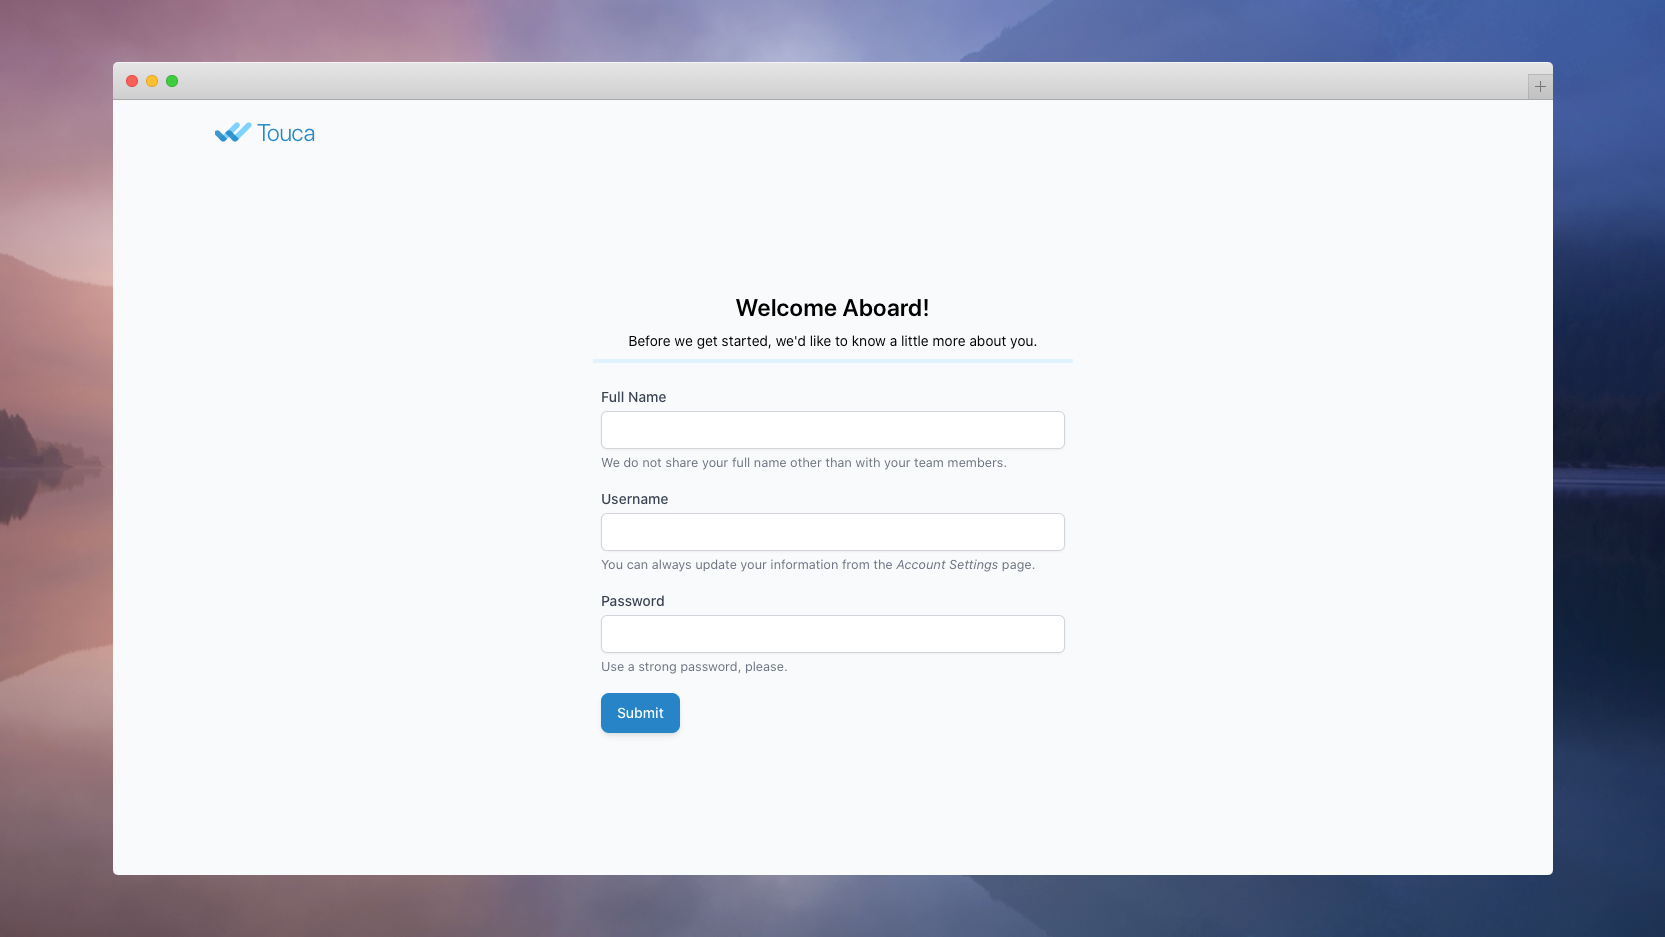 Touca
Welcome Aboard!
Before we get started, we'd like to know a little more about you.
Full Name
We do not share your full name other than with your team members.
Username
You can always update your information from the Account Settings page.
Password
Use a strong password, please.
Submit